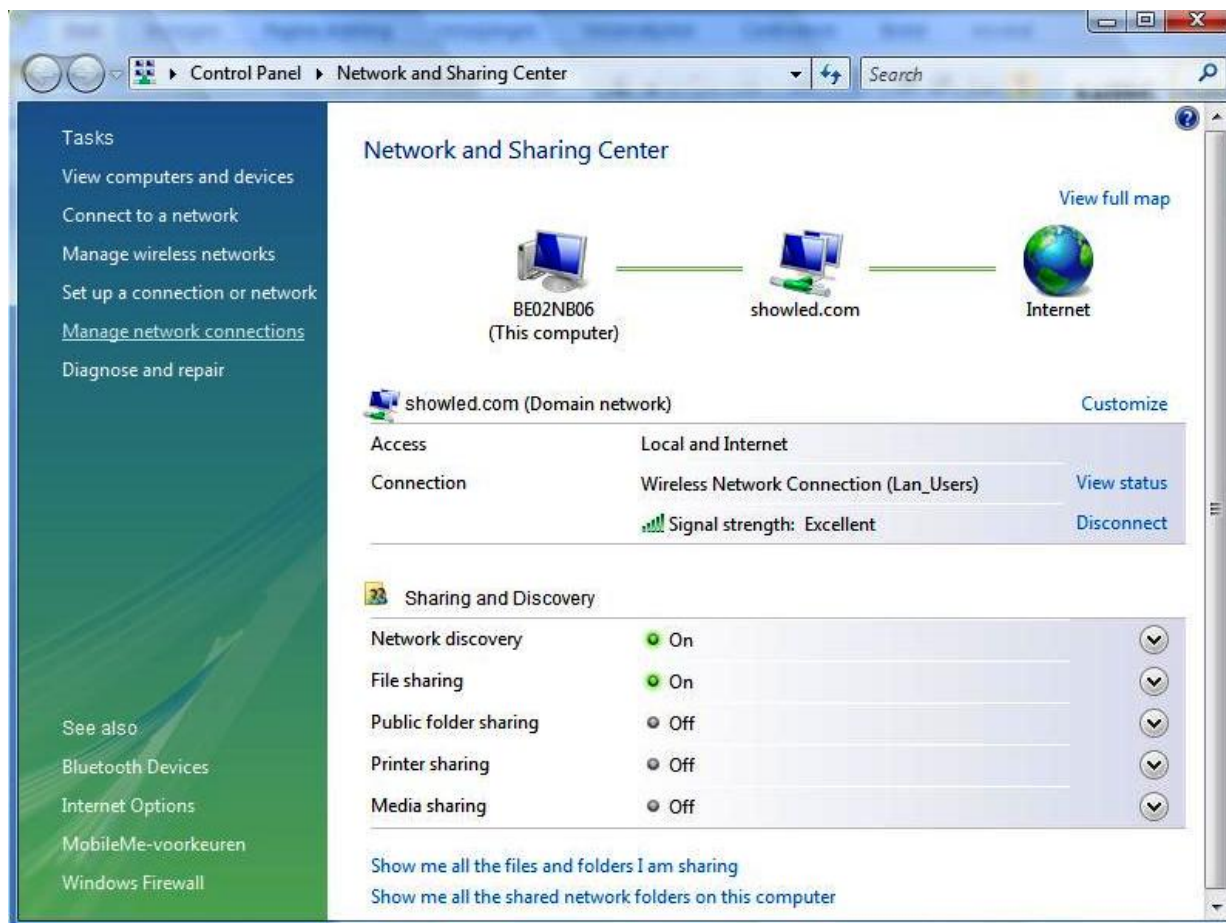 Control Panel Network and Sharing Center Search
Tasks
View computers and devices
Connect to a network
Manage wireless networks
Set up a connection or network
Manage network connections
Diagnose and repair
See also
Bluetooth Devices
Internet Options
MobileMe-voorkeuren
Windows Firewall
Network and Sharing Center
View full map
BE02NB06
(This computer)
showled.com
Internet
showled.com (Domain network) Customize
Access Local and Internet
Connection Wireless Network Connection (Lan_Users) View status
Signal strength: Excellent Disconnect
Sharing and Discovery
Network discovery On
File sharing On
Public folder sharing Off
Printer sharing Off
Media sharing Off
Show me all the files and folders I am sharing
Show me all the shared network folders on this computer